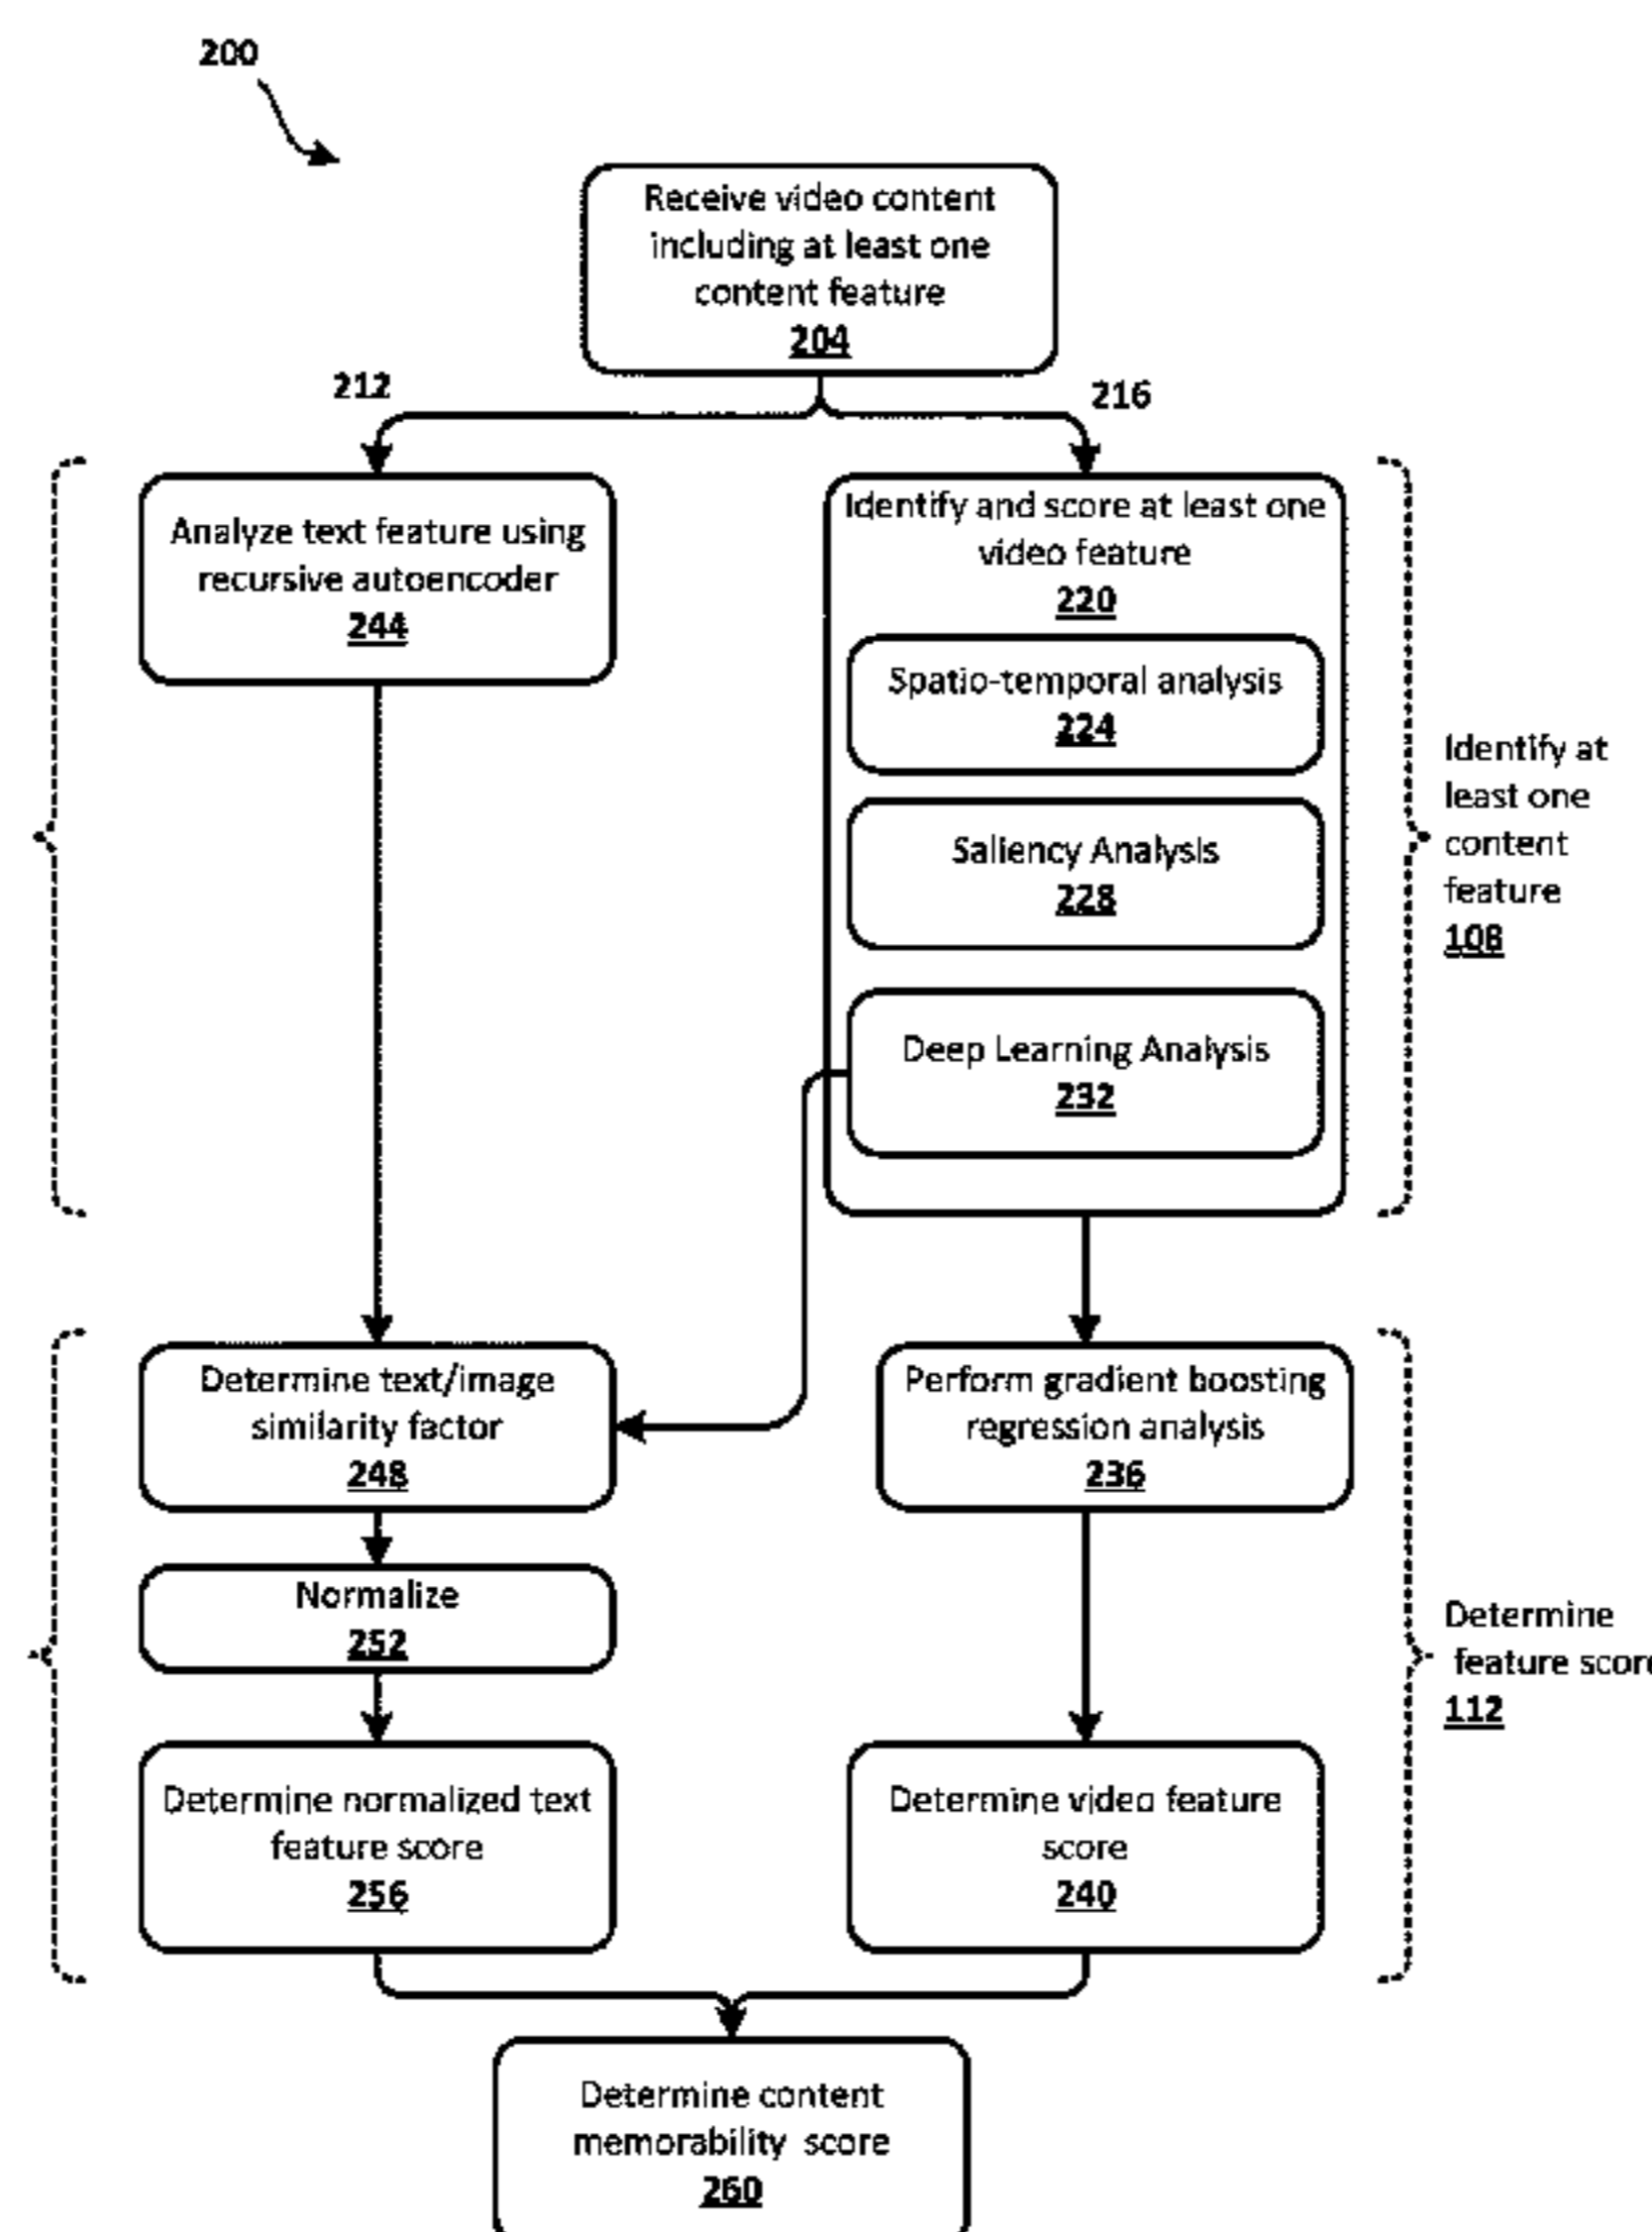 200
Receive video content
including at least one
content feature
204
212
216
Analyze text feature using
recursive autoencoder
244
Identify and score at least one
video feature
220
Spatio-temporal analysis
224
Saliency Analysis
228
Deep Learning Analysis
232
Identify at
least one
content
feature
108
Determine text/image
similarity factor
248
Perform gradient boosting
regression analysis
236
Normalize
252
Determine
feature score
112
Determine normalized text
feature score
256
Determine video feature
score
240
Determine content
memorability score
260